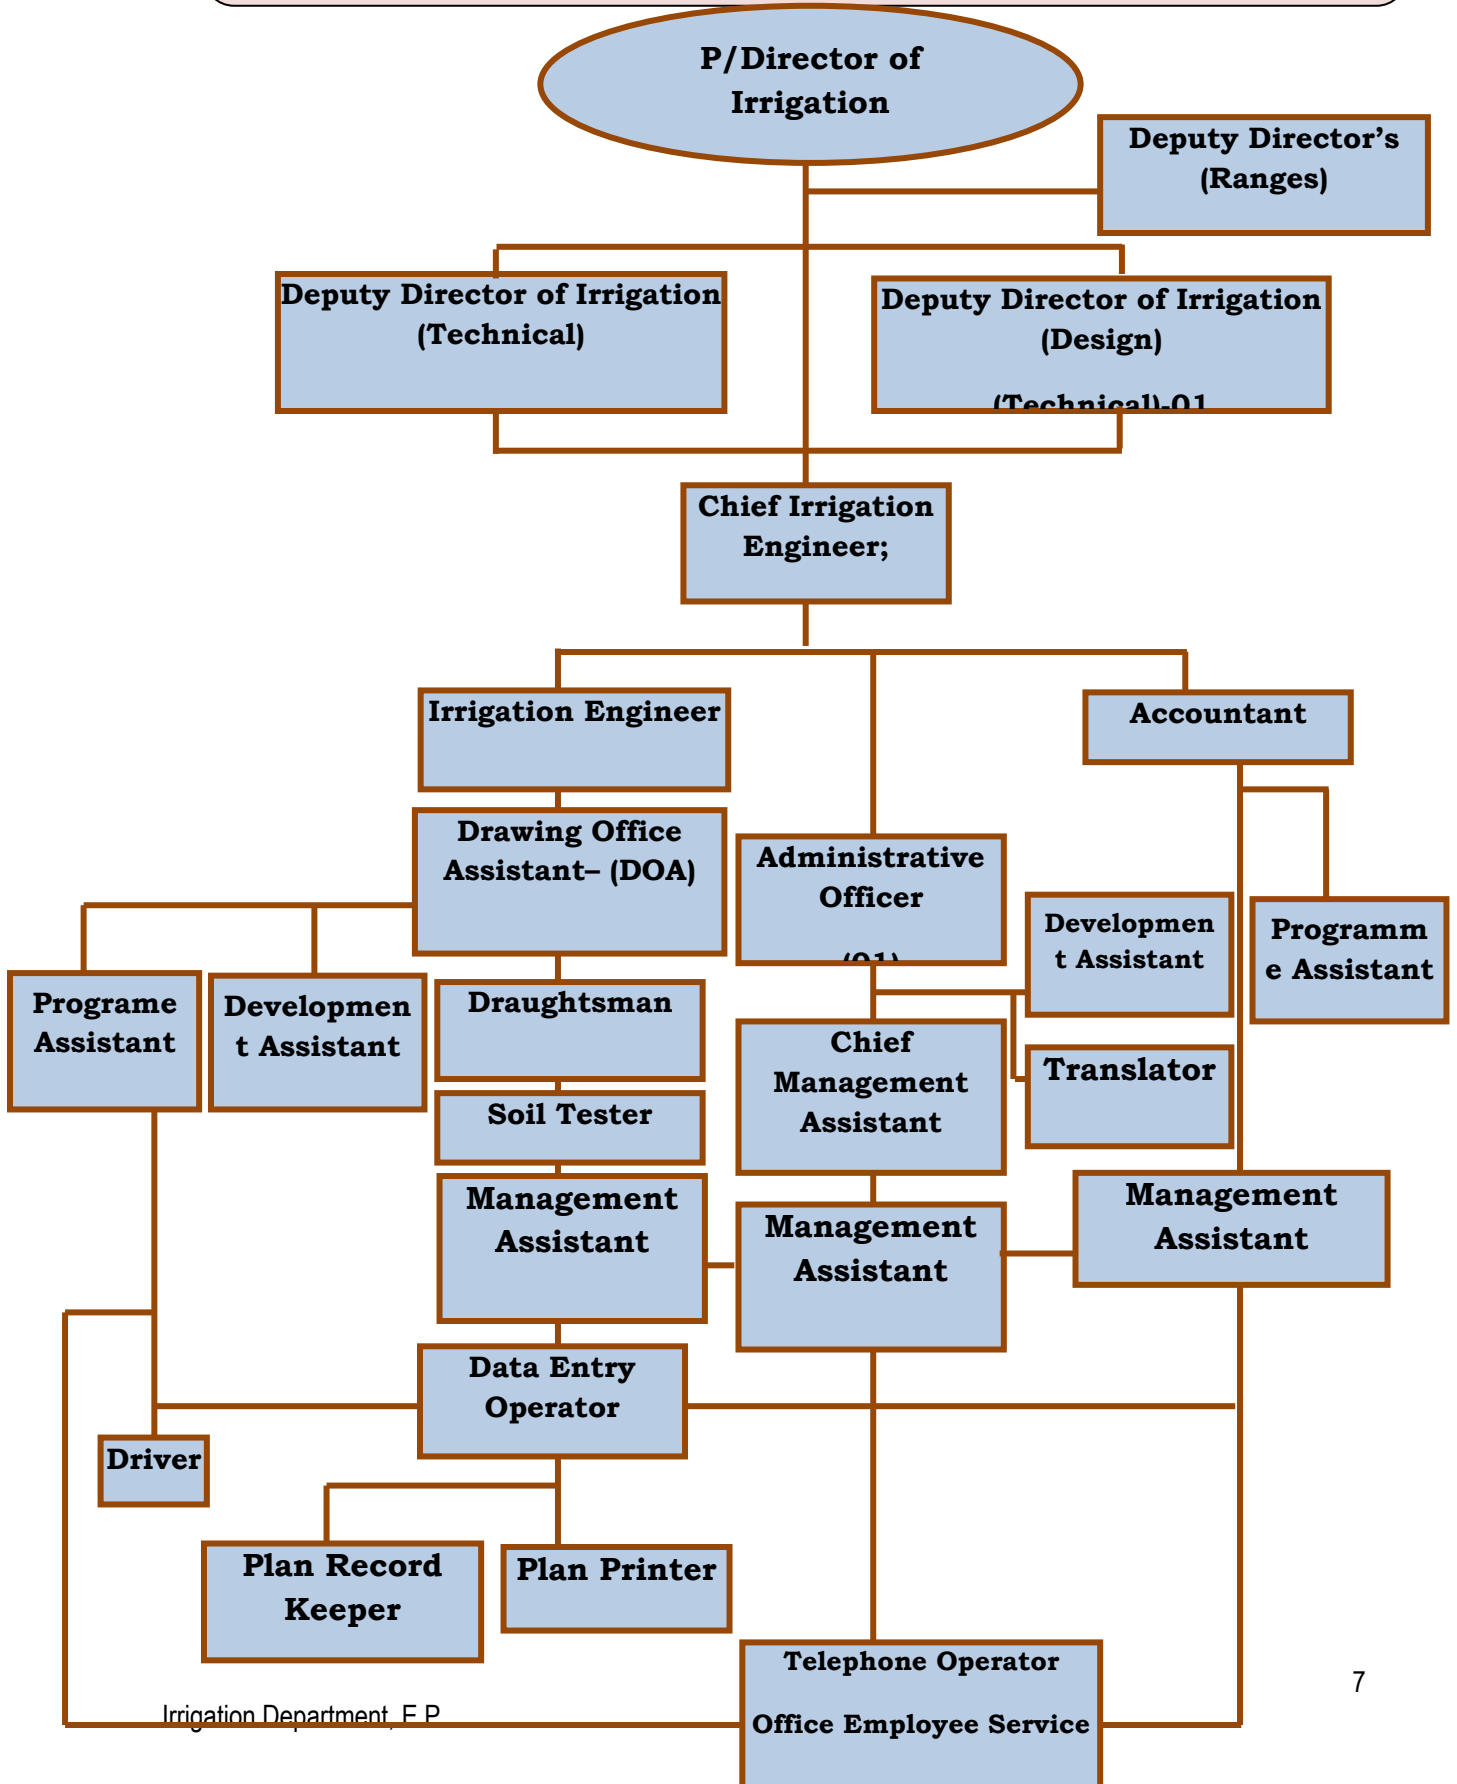 P/Director of
Irrigation
Deputy Director’s
(Ranges)
Deputy Director of Irrigation
(Technical)
Deputy Director of Irrigation
(Design)
(Technical)-01
Chief Irrigation
Engineer;
Irrigation Engineer
Accountant
Drawing Office
Assistant– (DOA)
Administrative
Officer
(01)
Developmen
t Assistant
Programm
e Assistant
Programe
Assistant
Developmen
t Assistant
Draughtsman
Chief
Management
Assistant
Translator
Soil Tester
Management
Assistant
Management
Assistant
Management
Assistant
Data Entry
Operator
Driver
Plan Record
Keeper
Plan Printer
Telephone Operator
Office Employee Service
7
Irrigation Department, E.P